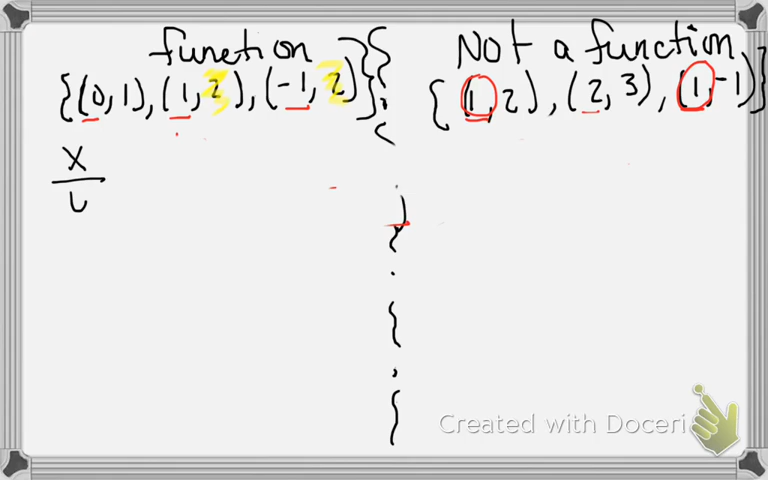 function
{(0,1), (1,2), (-1,2)}
X
Not a function
{(1,2), (2,3), (1,-1)}
Created with Doceri